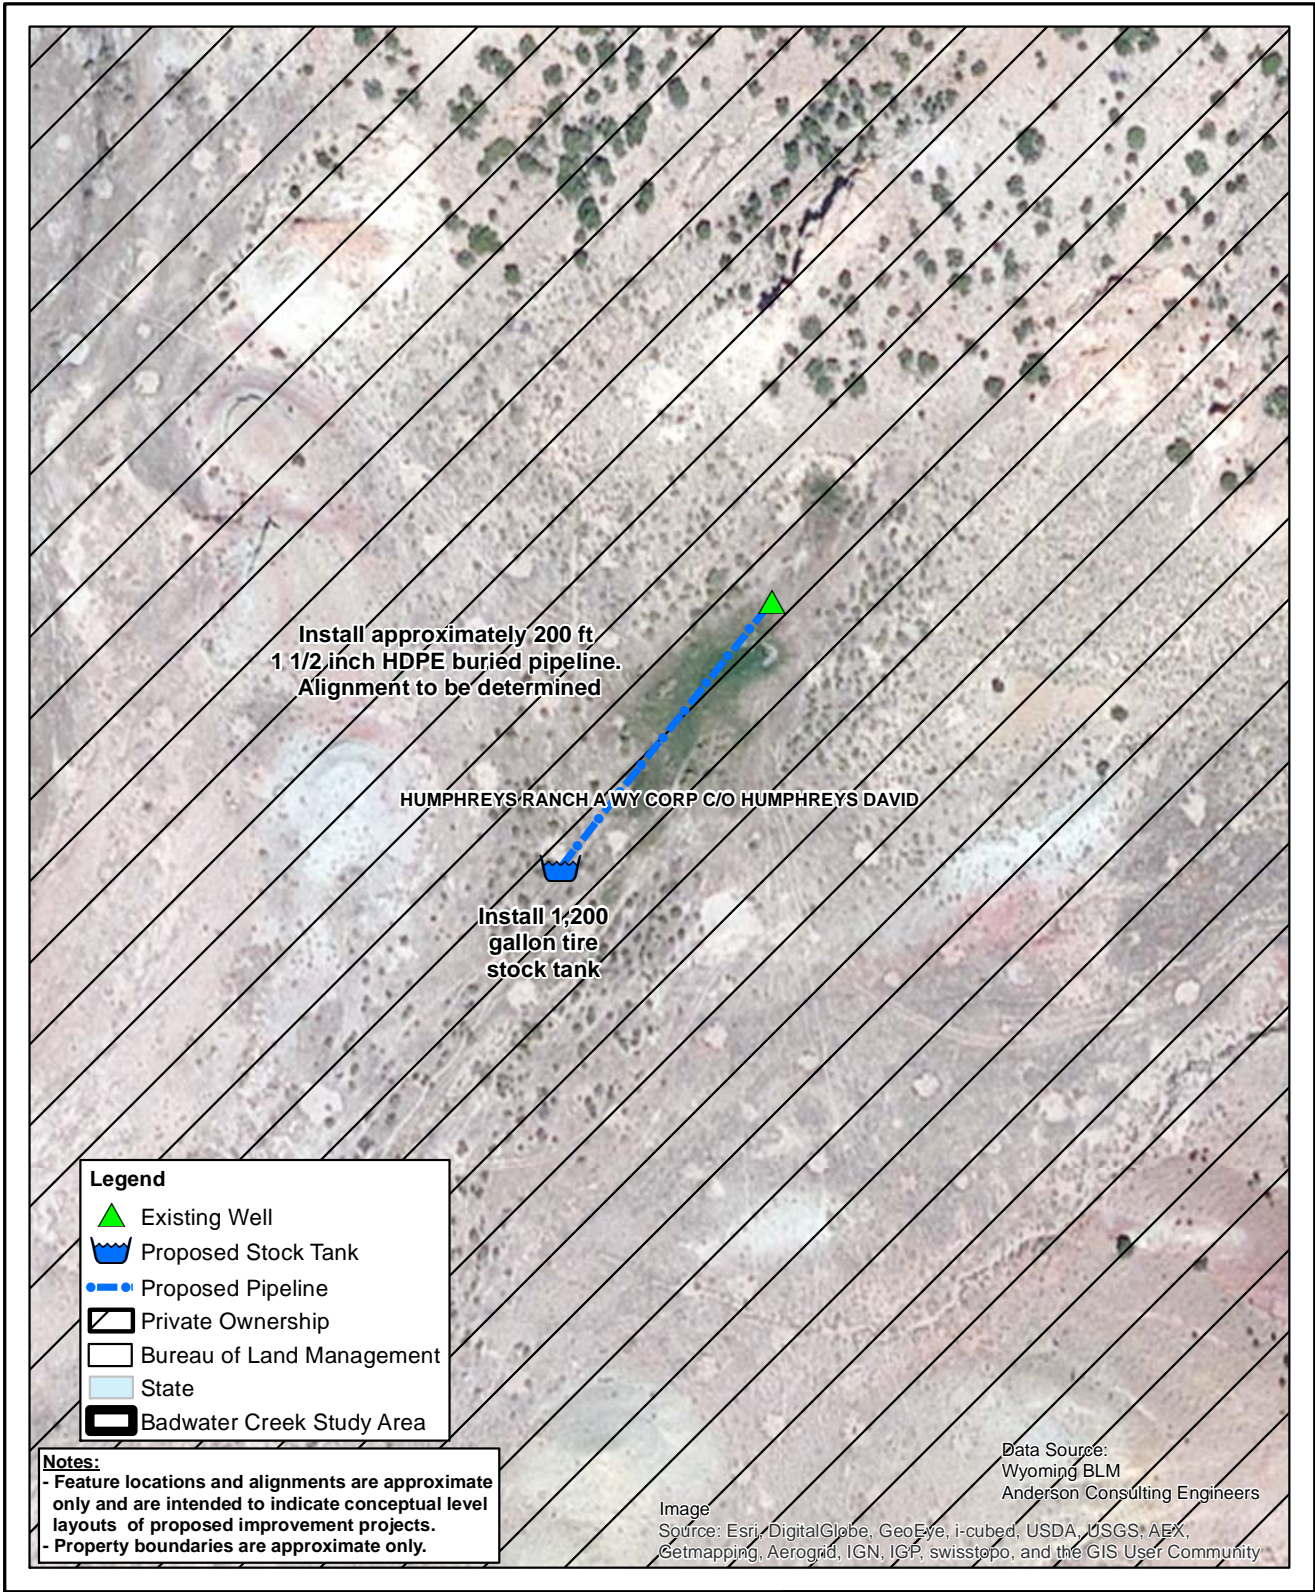 Install approximately 200 ft
1 1/2 inch HDPE buried pipeline.
Alignment to be determined
HUMPHREYS RANCH A WY CORP C/O HUMPHREYS DAVID
Install 1,200
gallon tire
stock tank
Legend
Existing Well
Proposed Stock Tank
Proposed Pipeline
Private Ownership
Bureau of Land Management
State
Badwater Creek Study Area
Notes:
- Feature locations and alignments are approximate
only and are intended to indicate conceptual level
layouts of proposed improvement projects.
- Property boundaries are approximate only.
Data Source:
Wyoming BLM
Anderson Consulting Engineers
Image
Source: Esri, DigitalGlobe, GeoEye, i-cubed, USDA, USGS, AEX,
Getmapping, Aerogrid, IGN, IGP, swisstopo, and the GIS User Community